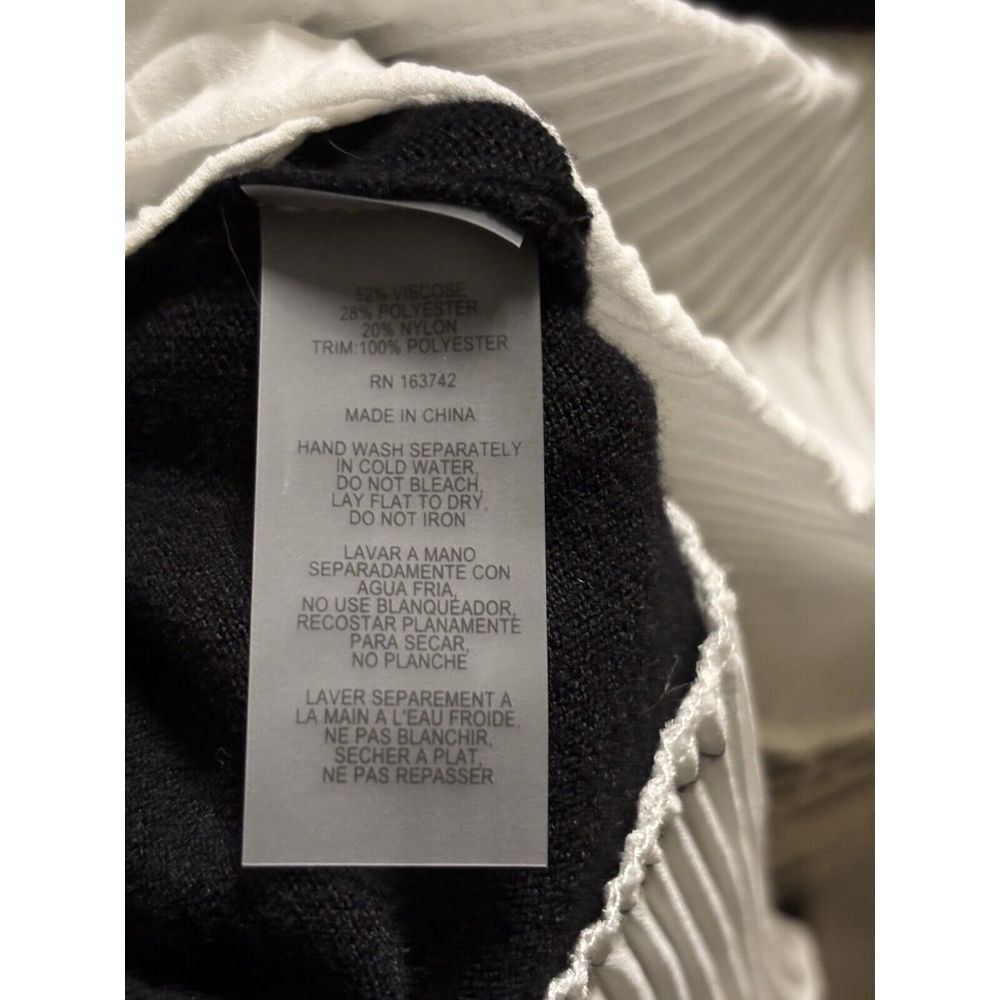 52% VISCOSE
28% POLYESTER
20% NYLON
TRIM:100% POLYESTER
RN 163742
MADE IN CHINA
HAND WASH SEPARATELY
IN COLD WATER,
DO NOT BLEACH,
LAY FLAT TO DRY,
DO NOT IRON
LAVAR A MANO
SEPARADAMENTE CON
AGUA FRIA,
NO USE BLANQUEADOR,
RECOSTAR PLANAMENTE
PARA SECAR,
NO PLANCHE
LAVER SEPAREMENT A
LA MAIN A L'EAU FROIDE,
NE PAS BLANCHIR,
SECHER A PLAT,
NE PAS REPASSER